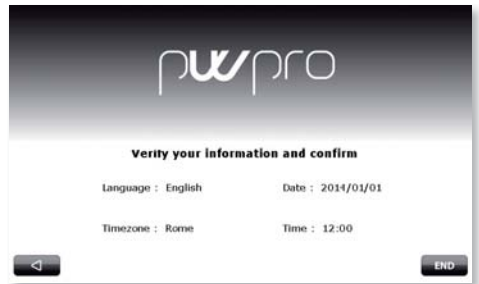 pwpro
Verify your information and confirm
Language : English
Date : 2014/01/01
Timezone : Rome
Time : 12:00
END